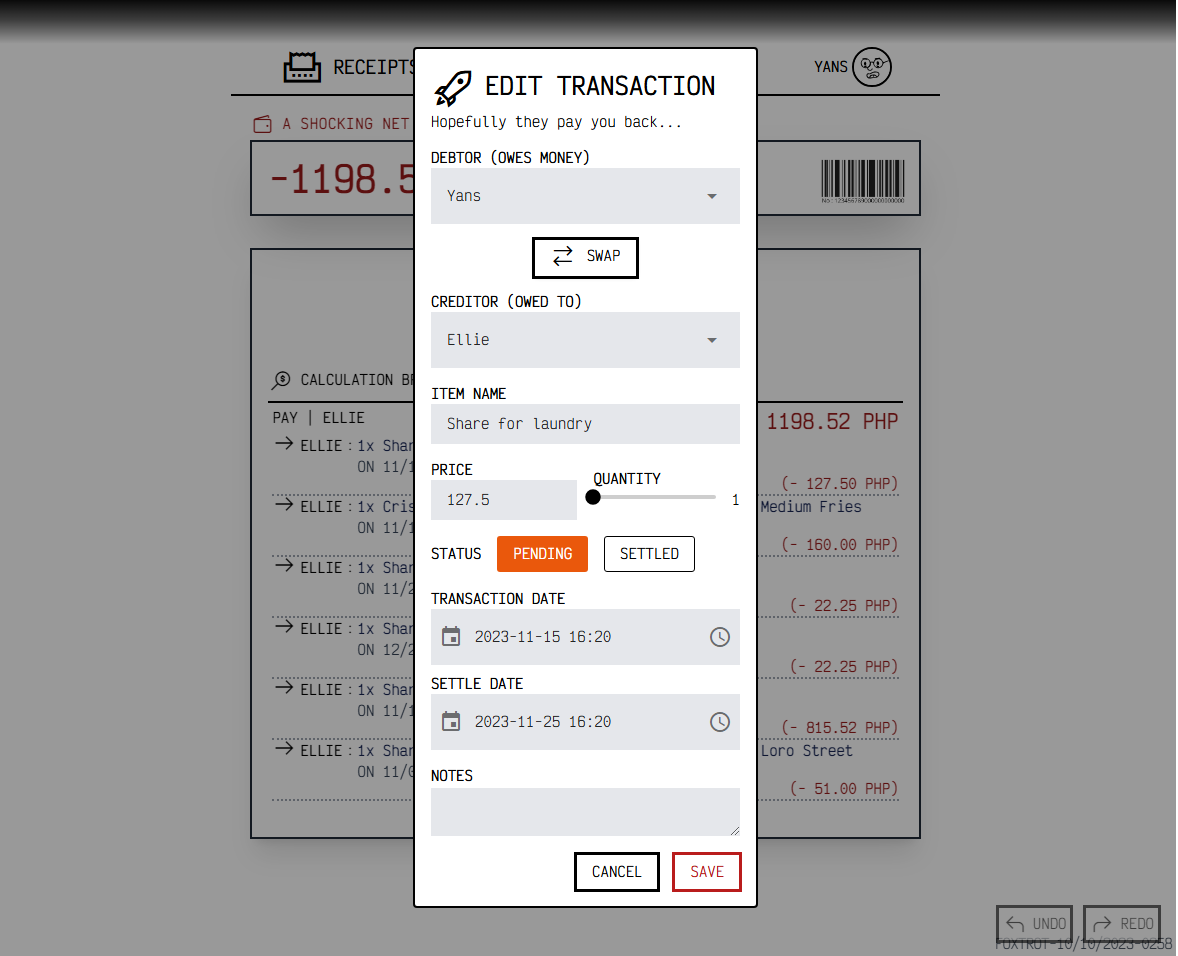 RECEIPTS
YANS
A SHOCKING NET
-1198.5
No : 12345678900000000000
CALCULATION
PAY | ELLIE
1198.52 PHP
ELLIE : 1x
ON 11/1
(- 127.50 PHP)
ELLIE : 1x Cris
Medium Fries
ON 11/1
(- 160.00 PHP)
ELLIE : 1x Shar
ON 11/2
(- 22.25 PHP)
ELLIE : 1x Shar
ON 12/2
(- 22.25 PHP)
ELLIE : 1x Shar
ON 11/1
(- 815.52 PHP)
ELLIE : 1x Shar
Loro Street
ON 11/0
(- 51.00 PHP)
EDIT TRANSACTION
Hopefully they pay you back...
DEBTOR (OWES MONEY)
Yans
SWAP
CREDITOR (OWED TO)
Ellie
ITEM NAME
Share for laundry
PRICE
QUANTITY
127.5
1
STATUS PENDING SETTLED
TRANSACTION DATE
2023-11-15 16:20
SETTLE DATE
2023-11-25 16:20
NOTES
CANCEL SAVE
UNDO REDO
FOXTROT-10/10/2023-0258